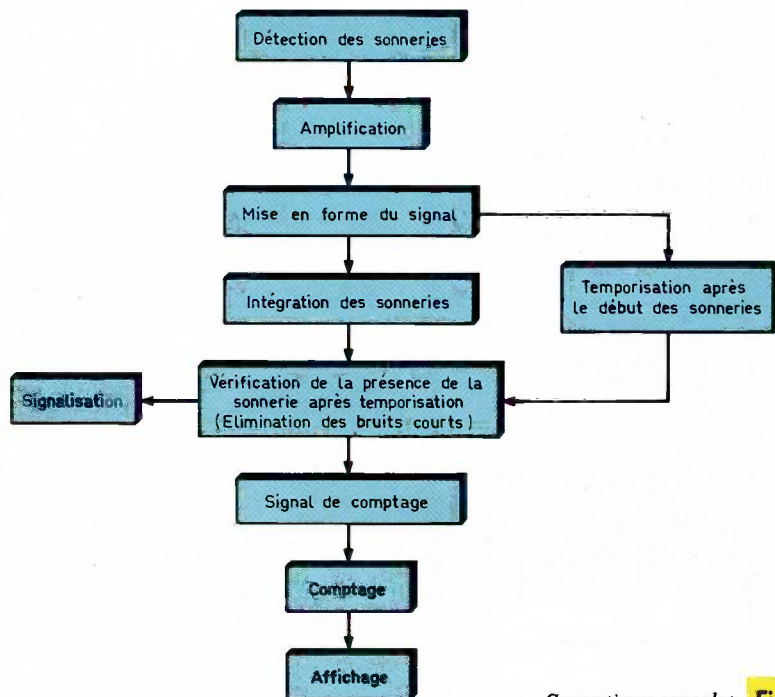 Détection des sonneries
Amplification
Mise en forme du signal
Intégration des sonneries
Temporisation après
le début des sonneries
Signalisation
Vérification de la présence de la
sonnerie après temporisation
(Elimination des bruits courts)
Signal de comptage
Comptage
Affichage